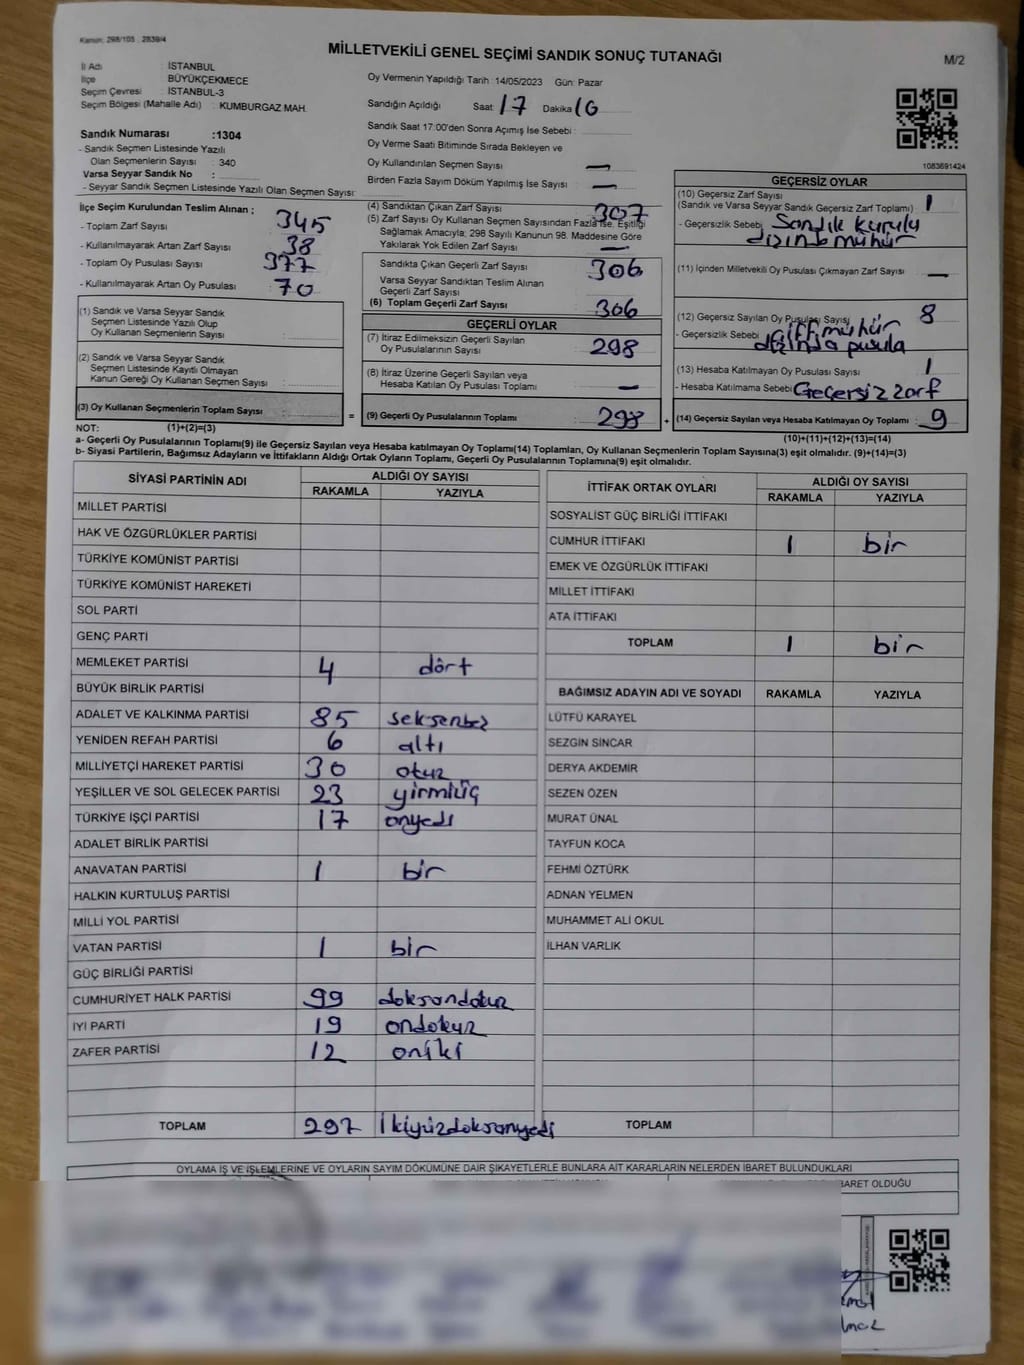 Kanun: 298/105 2839/4
MİLLETVEKİLİ GENEL SEÇİMİ SANDIK SONUÇ TUTANAĞI
M/2
İl Adı : İSTANBUL
İlçe : BÜYÜKÇEKMECE
Seçim Çevresi : İSTANBUL-3
Seçim Bölgesi (Mahalle Adı) : KUMBURGAZ MAH.
Oy Vermenin Yapıldığı Tarih : 14/05/2023 Gün: Pazar
Sandığın Açıldığı Saat 17 Dakika 16
Sandık Saat 17:00'den Sonra Açımış İse Sebebi :
Oy Verme Saati Bitiminde Sırada Bekleyen ve
Oy Kullandırılan Seçmen Sayısı : —
Birden Fazla Sayım Döküm Yapılmış İse Sayısı : —
1083691424
Sandık Numarası :1304
- Sandık Seçmen Listesinde Yazılı
Olan Seçmenlerin Sayısı : 340
Varsa Seyyar Sandık No :
- Seyyar Sandık Seçmen Listesinde Yazılı Olan Seçmen Sayısı:
İlçe Seçim Kurulundan Teslim Alınan ;
- Toplam Zarf Sayısı : 345
- Kullanılmayarak Artan Zarf Sayısı : 38
- Toplam Oy Pusulası Sayısı : 377
- Kullanılmayarak Artan Oy Pusulası : 70
(1) Sandık ve Varsa Seyyar Sandık
Seçmen Listesinde Yazılı Olup
Oy Kullanan Seçmenlerin Sayısı :
(2) Sandık ve Varsa Seyyar Sandık
Seçmen Listesinde Kayıtlı Olmayan
Kanun Gereği Oy Kullanan Seçmen Sayısı :
(3) Oy Kullanan Seçmenlerin Toplam Sayısı :
(4) Sandıktan Çıkan Zarf Sayısı : 307
(5) Zarf Sayısı Oy Kullanan Seçmen Sayısından Fazla İse, Eşitliği
Sağlamak Amacıyla; 298 Sayılı Kanunun 98. Maddesine Göre
Yakılarak Yok Edilen Zarf Sayısı : —
Sandıkta Çıkan Geçerli Zarf Sayısı : 306
Varsa Seyyar Sandıktan Teslim Alınan
Geçerli Zarf Sayısı :
(6) Toplam Geçerli Zarf Sayısı : 306
GEÇERLİ OYLAR
(7) İtiraz Edilmeksizin Geçerli Sayılan
Oy Pusulalarının Sayısı : 298
(8) İtiraz Üzerine Geçerli Sayılan veya
Hesaba Katılan Oy Pusulası Toplamı : —
= (9) Geçerli Oy Pusulalarının Toplamı : 298 +
GEÇERSİZ OYLAR
(10) Geçersiz Zarf Sayısı : 1
(Sandık ve Varsa Seyyar Sandık Geçersiz Zarf Toplamı)
- Geçersizlik Sebebi Sandık kurulu
dışında mühür
(11) İçinden Milletvekili Oy Pusulası Çıkmayan Zarf Sayısı : —
(12) Geçersiz Sayılan Oy Pusulası Sayısı : 8
- Geçersizlik Sebebi çift mühür
dışında pusula
(13) Hesaba Katılmayan Oy Pusulası Sayısı : 1
- Hesaba Katılmama Sebebi Geçersiz zarf
(14) Geçersiz Sayılan veya Hesaba Katılmayan Oy Toplamı : 9
NOT: (1)+(2)=(3)
(10)+(11)+(12)+(13)=(14)
a- Geçerli Oy Pusulalarının Toplamı(9) ile Geçersiz Sayılan veya Hesaba katılmayan Oy Toplamı(14) Toplamları, Oy Kullanan Seçmenlerin Toplam Sayısına(3) eşit olmalıdır. (9)+(14)=(3)
b- Siyasi Partilerin, Bağımsız Adayların ve İttifakların Aldığı Ortak Oyların Toplamı, Geçerli Oy Pusulalarının Toplamına(9) eşit olmalıdır.
SİYASİ PARTİNİN ADI ALDIĞI OY SAYISI
RAKAMLA YAZIYLA
MİLLET PARTİSİ
HAK VE ÖZGÜRLÜKLER PARTİSİ
TÜRKİYE KOMÜNİST PARTİSİ
TÜRKİYE KOMÜNİST HAREKETİ
SOL PARTİ
GENÇ PARTİ
MEMLEKET PARTİSİ 4 dört
BÜYÜK BİRLİK PARTİSİ
ADALET VE KALKINMA PARTİSİ 85 seksenbeş
YENİDEN REFAH PARTİSİ 6 altı
MİLLİYETÇİ HAREKET PARTİSİ 30 otuz
YEŞİLLER VE SOL GELECEK PARTİSİ 23 yirmiüç
TÜRKİYE İŞÇİ PARTİSİ 17 onyedi
ADALET BİRLİK PARTİSİ
ANAVATAN PARTİSİ 1 bir
HALKIN KURTULUŞ PARTİSİ
MİLLİ YOL PARTİSİ
VATAN PARTİSİ 1 bir
GÜÇ BİRLİĞİ PARTİSİ
CUMHURİYET HALK PARTİSİ 99 doksandokuz
İYİ PARTİ 19 ondokuz
ZAFER PARTİSİ 12 oniki
TOPLAM 297 İkiyüzdoksanyedi
İTTİFAK ORTAK OYLARI ALDIĞI OY SAYISI
RAKAMLA YAZIYLA
SOSYALİST GÜÇ BİRLİĞİ İTTİFAKI
CUMHUR İTTİFAKI 1 bir
EMEK VE ÖZGÜRLÜK İTTİFAKI
MİLLET İTTİFAKI
ATA İTTİFAKI
TOPLAM 1 bir
BAĞIMSIZ ADAYIN ADI VE SOYADI RAKAMLA YAZIYLA
LÜTFÜ KARAYEL
SEZGİN SİNCAR
DERYA AKDEMİR
SEZEN ÖZEN
MURAT ÜNAL
TAYFUN KOCA
FEHMİ ÖZTÜRK
ADNAN YELMEN
MUHAMMET ALİ OKUL
İLHAN VARLIK
TOPLAM
OYLAMA İŞ VE İŞLEMLERİNE VE OYLARIN SAYIM DÖKÜMÜNE DAİR ŞİKAYETLERLE BUNLARA AİT KARARLARIN NELERDEN İBARET BULUNDUKLARI
İBARET OLDUĞU